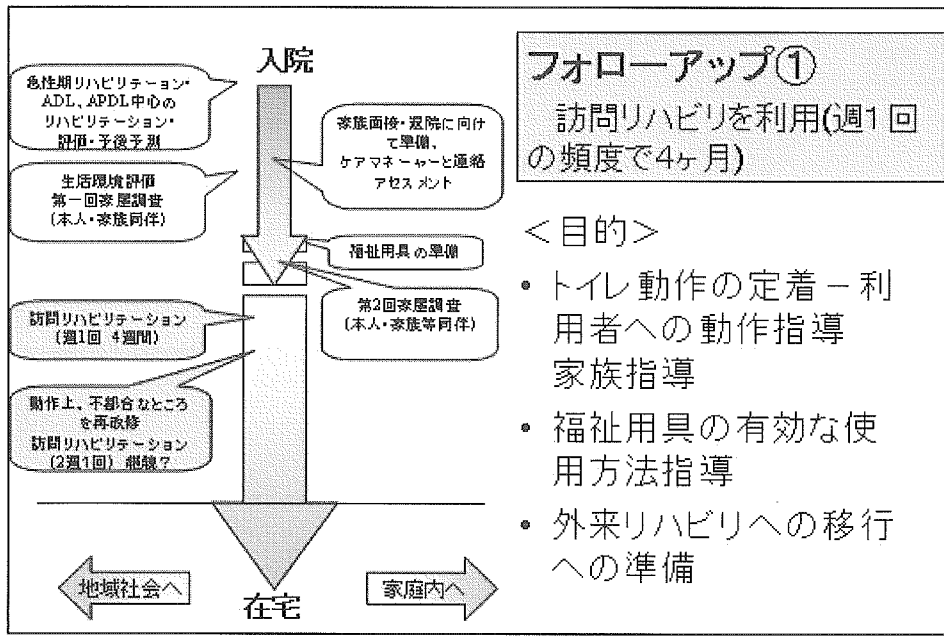 入院
急性期リハビリテーション・
ADL、APDL中心の
リハビリテーション・
評価・予後予測
家族面接・退院に向け
て準備、
ケアマネージャーと連絡
アセスメント
生活環境評価
第一回家屋調査
(本人・家族同伴)
福祉用具の準備
第2回家屋調査
(本人・家族等同伴)
訪問リハビリテーション
(週1回 4週間)
動作上、不都合なところ
を再改修
訪問リハビリテーション
(2週1回) 継続?
地域社会へ
在宅
家庭内へ
フォローアップ①
訪問リハビリを利用(週1回
の頻度で4ヶ月)
<目的>
• トイレ動作の定着-利
用者への動作指導
家族指導
• 福祉用具の有効な使
用方法指導
• 外来リハビリへの移行
への準備